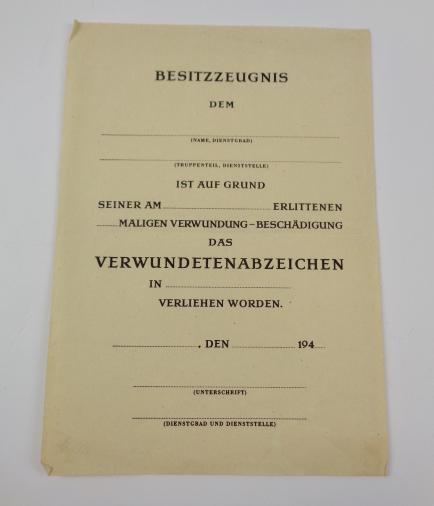 BESITZZEUGNIS
DEM
(NAME, DIENSTGRAD)
(TRUPPENTEIL, DIENSTSTELLE)
IST AUF GRUND
SEINER AM ERLITTENEN
MALIGEN VERWUNDUNG – BESCHÄDIGUNG
DAS
VERWUNDETENABZEICHEN
IN
VERLIEHEN WORDEN.
, DEN 194
(UNTERSCHRIFT)
(DIENSTGRAD UND DIENSTSTELLE)